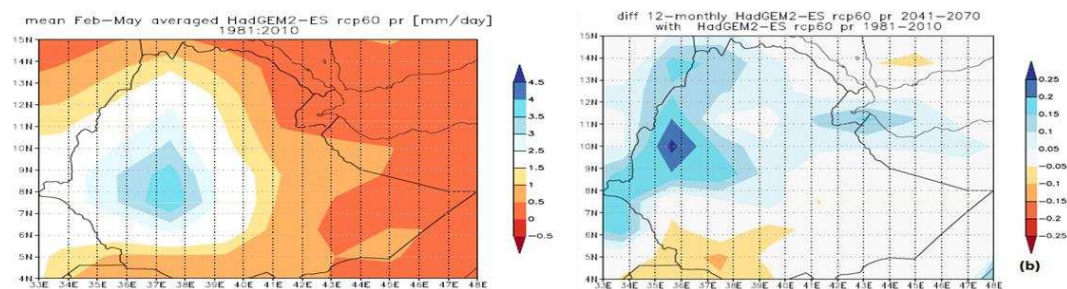 mean Feb-May averaged HadGEM2-ES rcp60 pr [mm/day]
1981:2010
15N
14N
13N
12N
11N
10N
9N
8N
7N
6N
5N
4N
33E 34E 35E 36E 37E 38E 39E 40E 41E 42E 43E 44E 45E 46E 47E 48E
4.5
4
3.5
3
2.5
1.5
1
0.5
0
−0.5
diff 12-monthly HadGEM2-ES rcp60 pr 2041-2070
with HadGEM2-ES rcp60 pr 1981-2010
15N
14N
13N
12N
11N
10N
9N
8N
7N
6N
5N
4N
33E 34E 35E 36E 37E 38E 39E 40E 41E 42E 43E 44E 45E 46E 47E 48E
0.25
0.2
0.15
0.1
0.05
−0.05
−0.1
−0.15
−0.2
−0.25
(b)